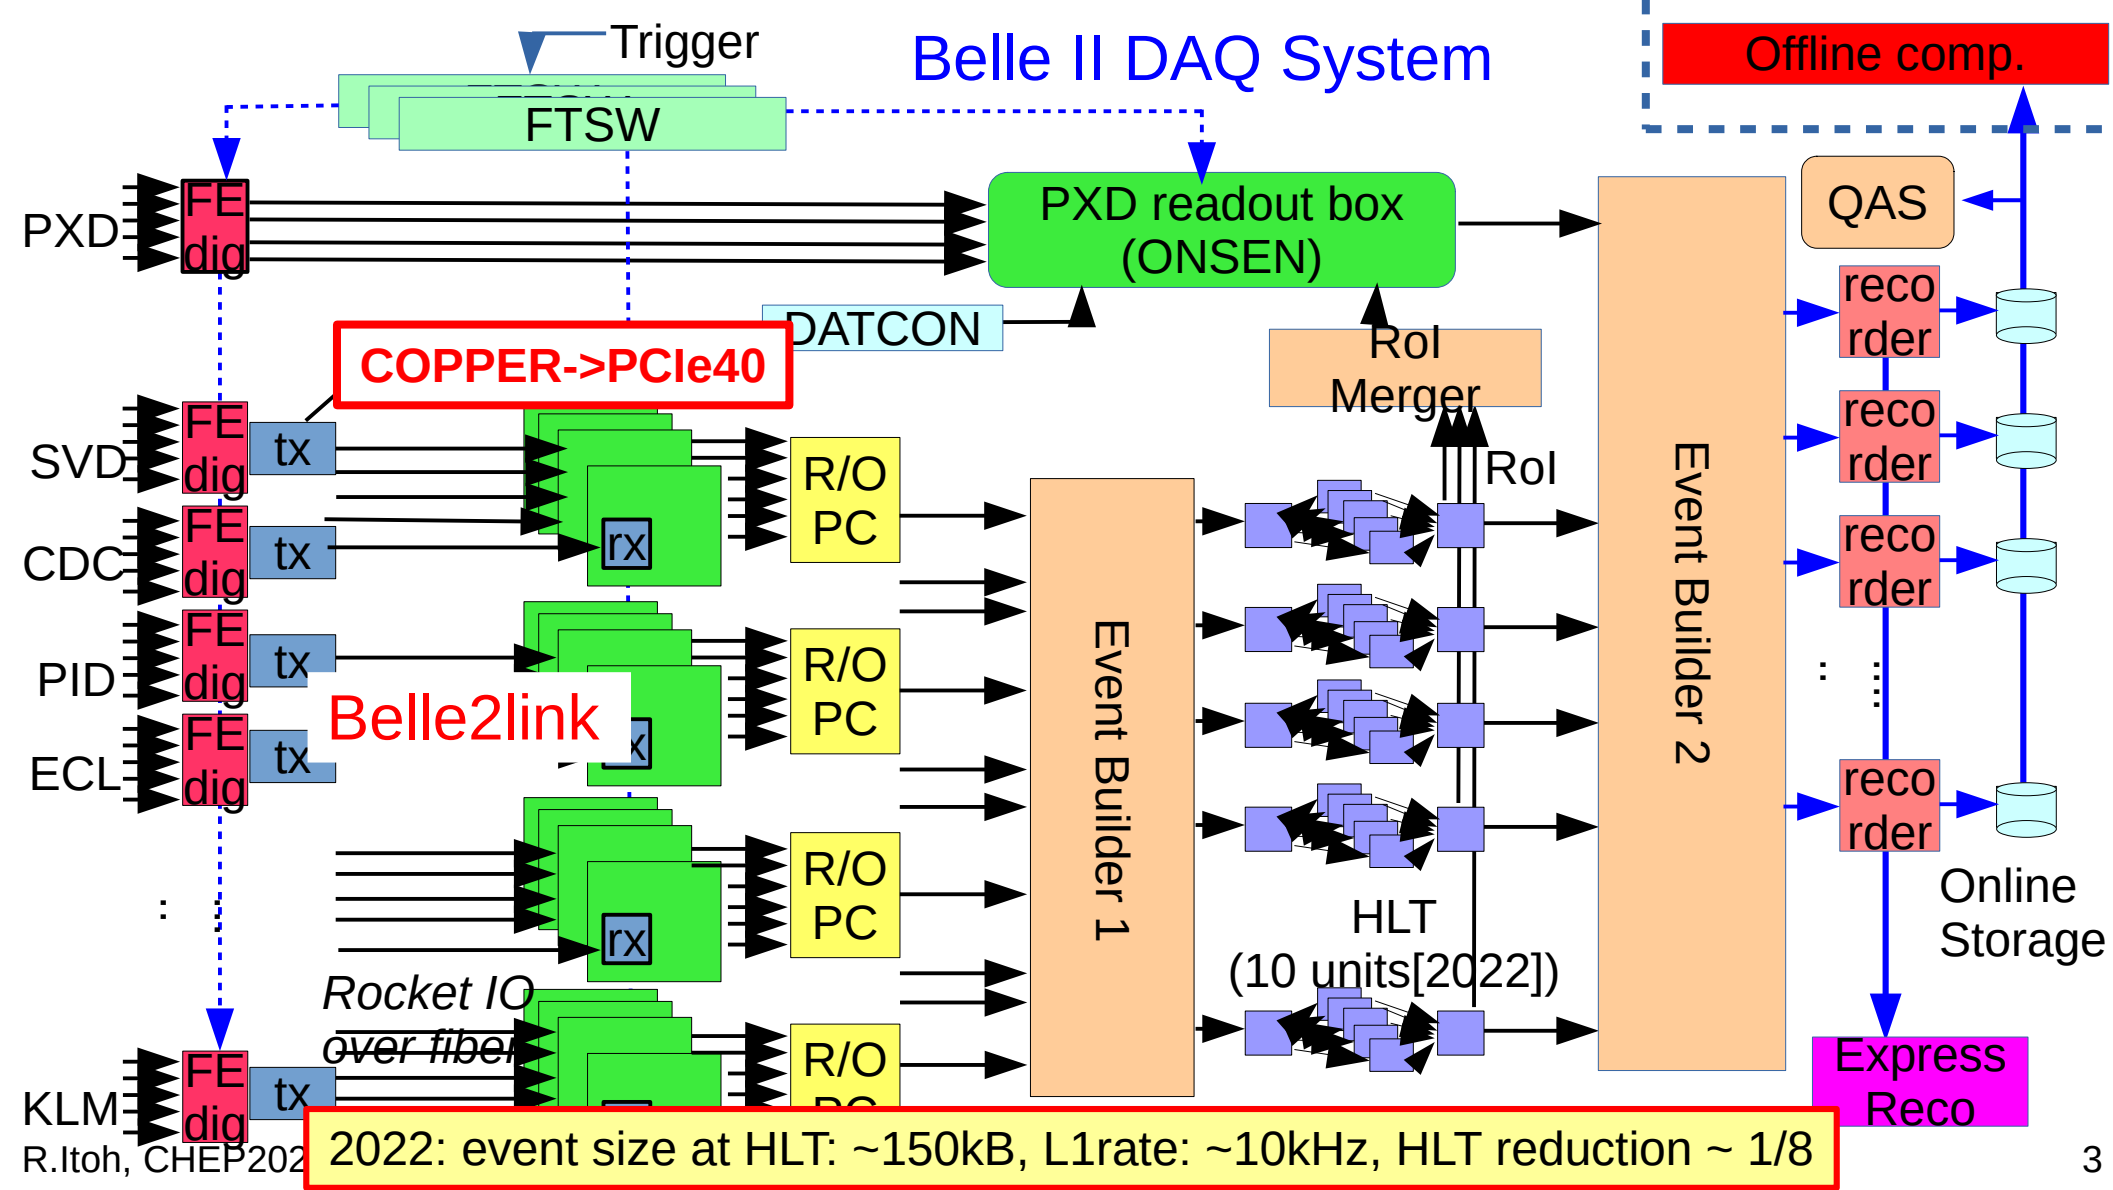 Trigger
Belle II DAQ System
Offline comp.
FTSW
PXD
FE
dig
PXD readout box
(ONSEN)
QAS
DATCON
RoI
Merger
reco
rder
COPPER->PCIe40
SVD
FE
dig
tx
R/O
PC
RoI
reco
rder
CDC
FE
dig
tx
rx
reco
rder
PID
FE
dig
tx
R/O
PC
Belle2link
ECL
FE
dig
tx
Event Builder 1
Event Builder 2
: :
reco
rder
: :
rx
R/O
PC
HLT
(10 units[2022])
Online
Storage
Rocket IO
over fiber
KLM
FE
dig
tx
R/O
PC
Express
Reco
2022: event size at HLT: ~150kB, L1rate: ~10kHz, HLT reduction ~ 1/8
R.Itoh, CHEP202
3